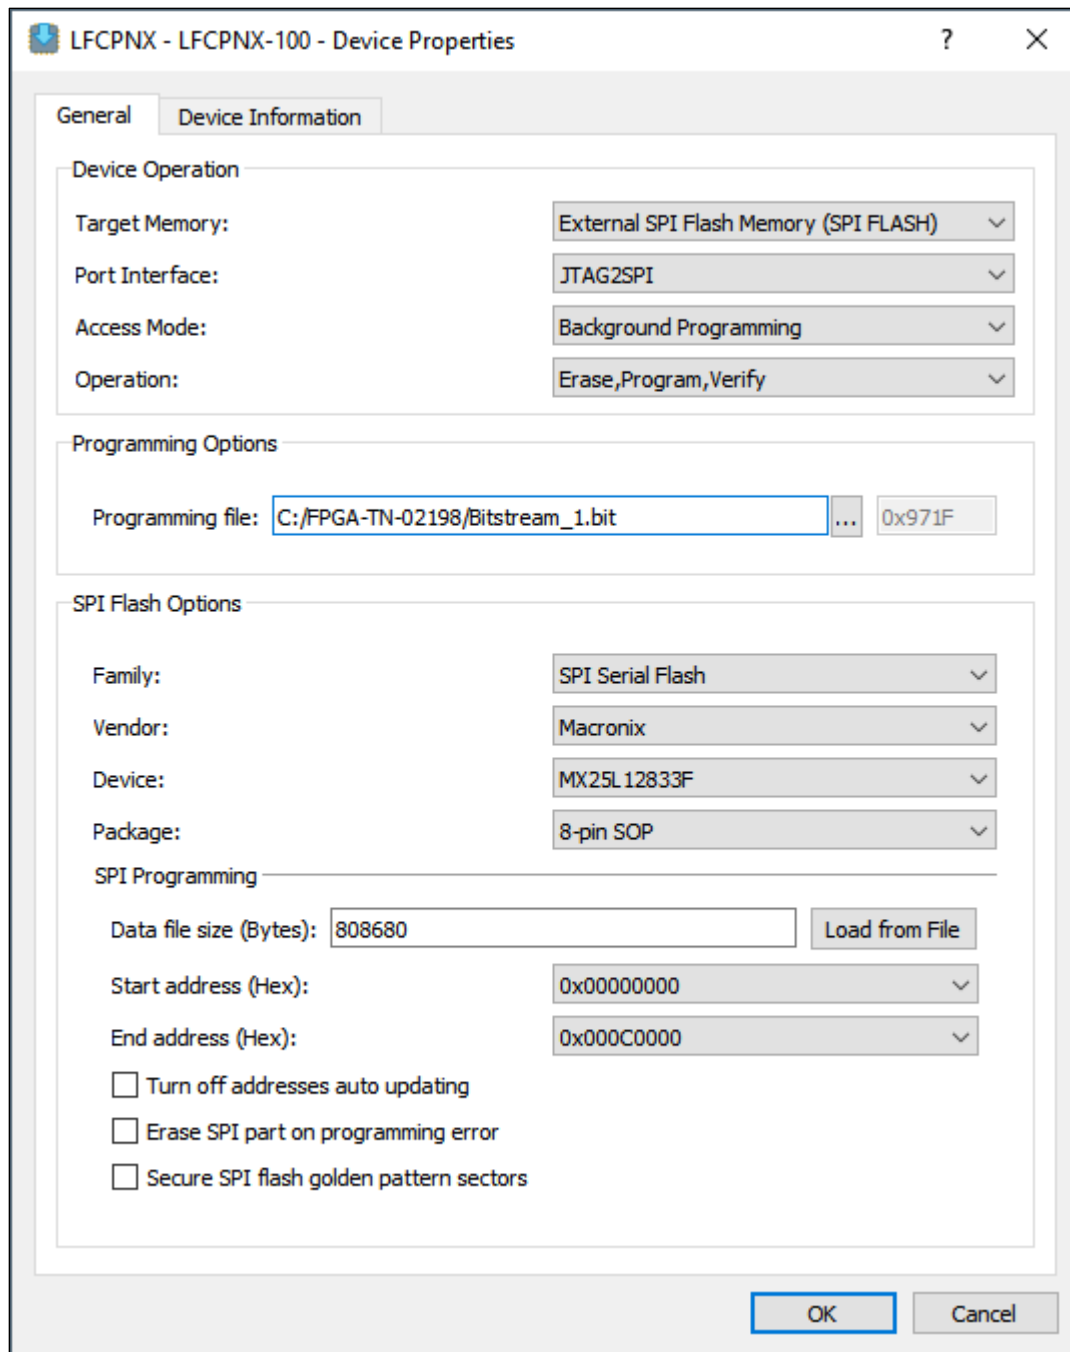 LFCPNX - LFCPNX-100 - Device Properties ?
General Device Information
Device Operation
Target Memory: External SPI Flash Memory (SPI FLASH)
Port Interface: JTAG2SPI
Access Mode: Background Programming
Operation: Erase,Program,Verify
Programming Options
Programming file: C:/FPGA-TN-02198/Bitstream_1.bit ... 0x971F
SPI Flash Options
Family: SPI Serial Flash
Vendor: Macronix
Device: MX25L12833F
Package: 8-pin SOP
SPI Programming
Data file size (Bytes): 808680 Load from File
Start address (Hex): 0x00000000
End address (Hex): 0x000C0000
Turn off addresses auto updating
Erase SPI part on programming error
Secure SPI flash golden pattern sectors
OK Cancel